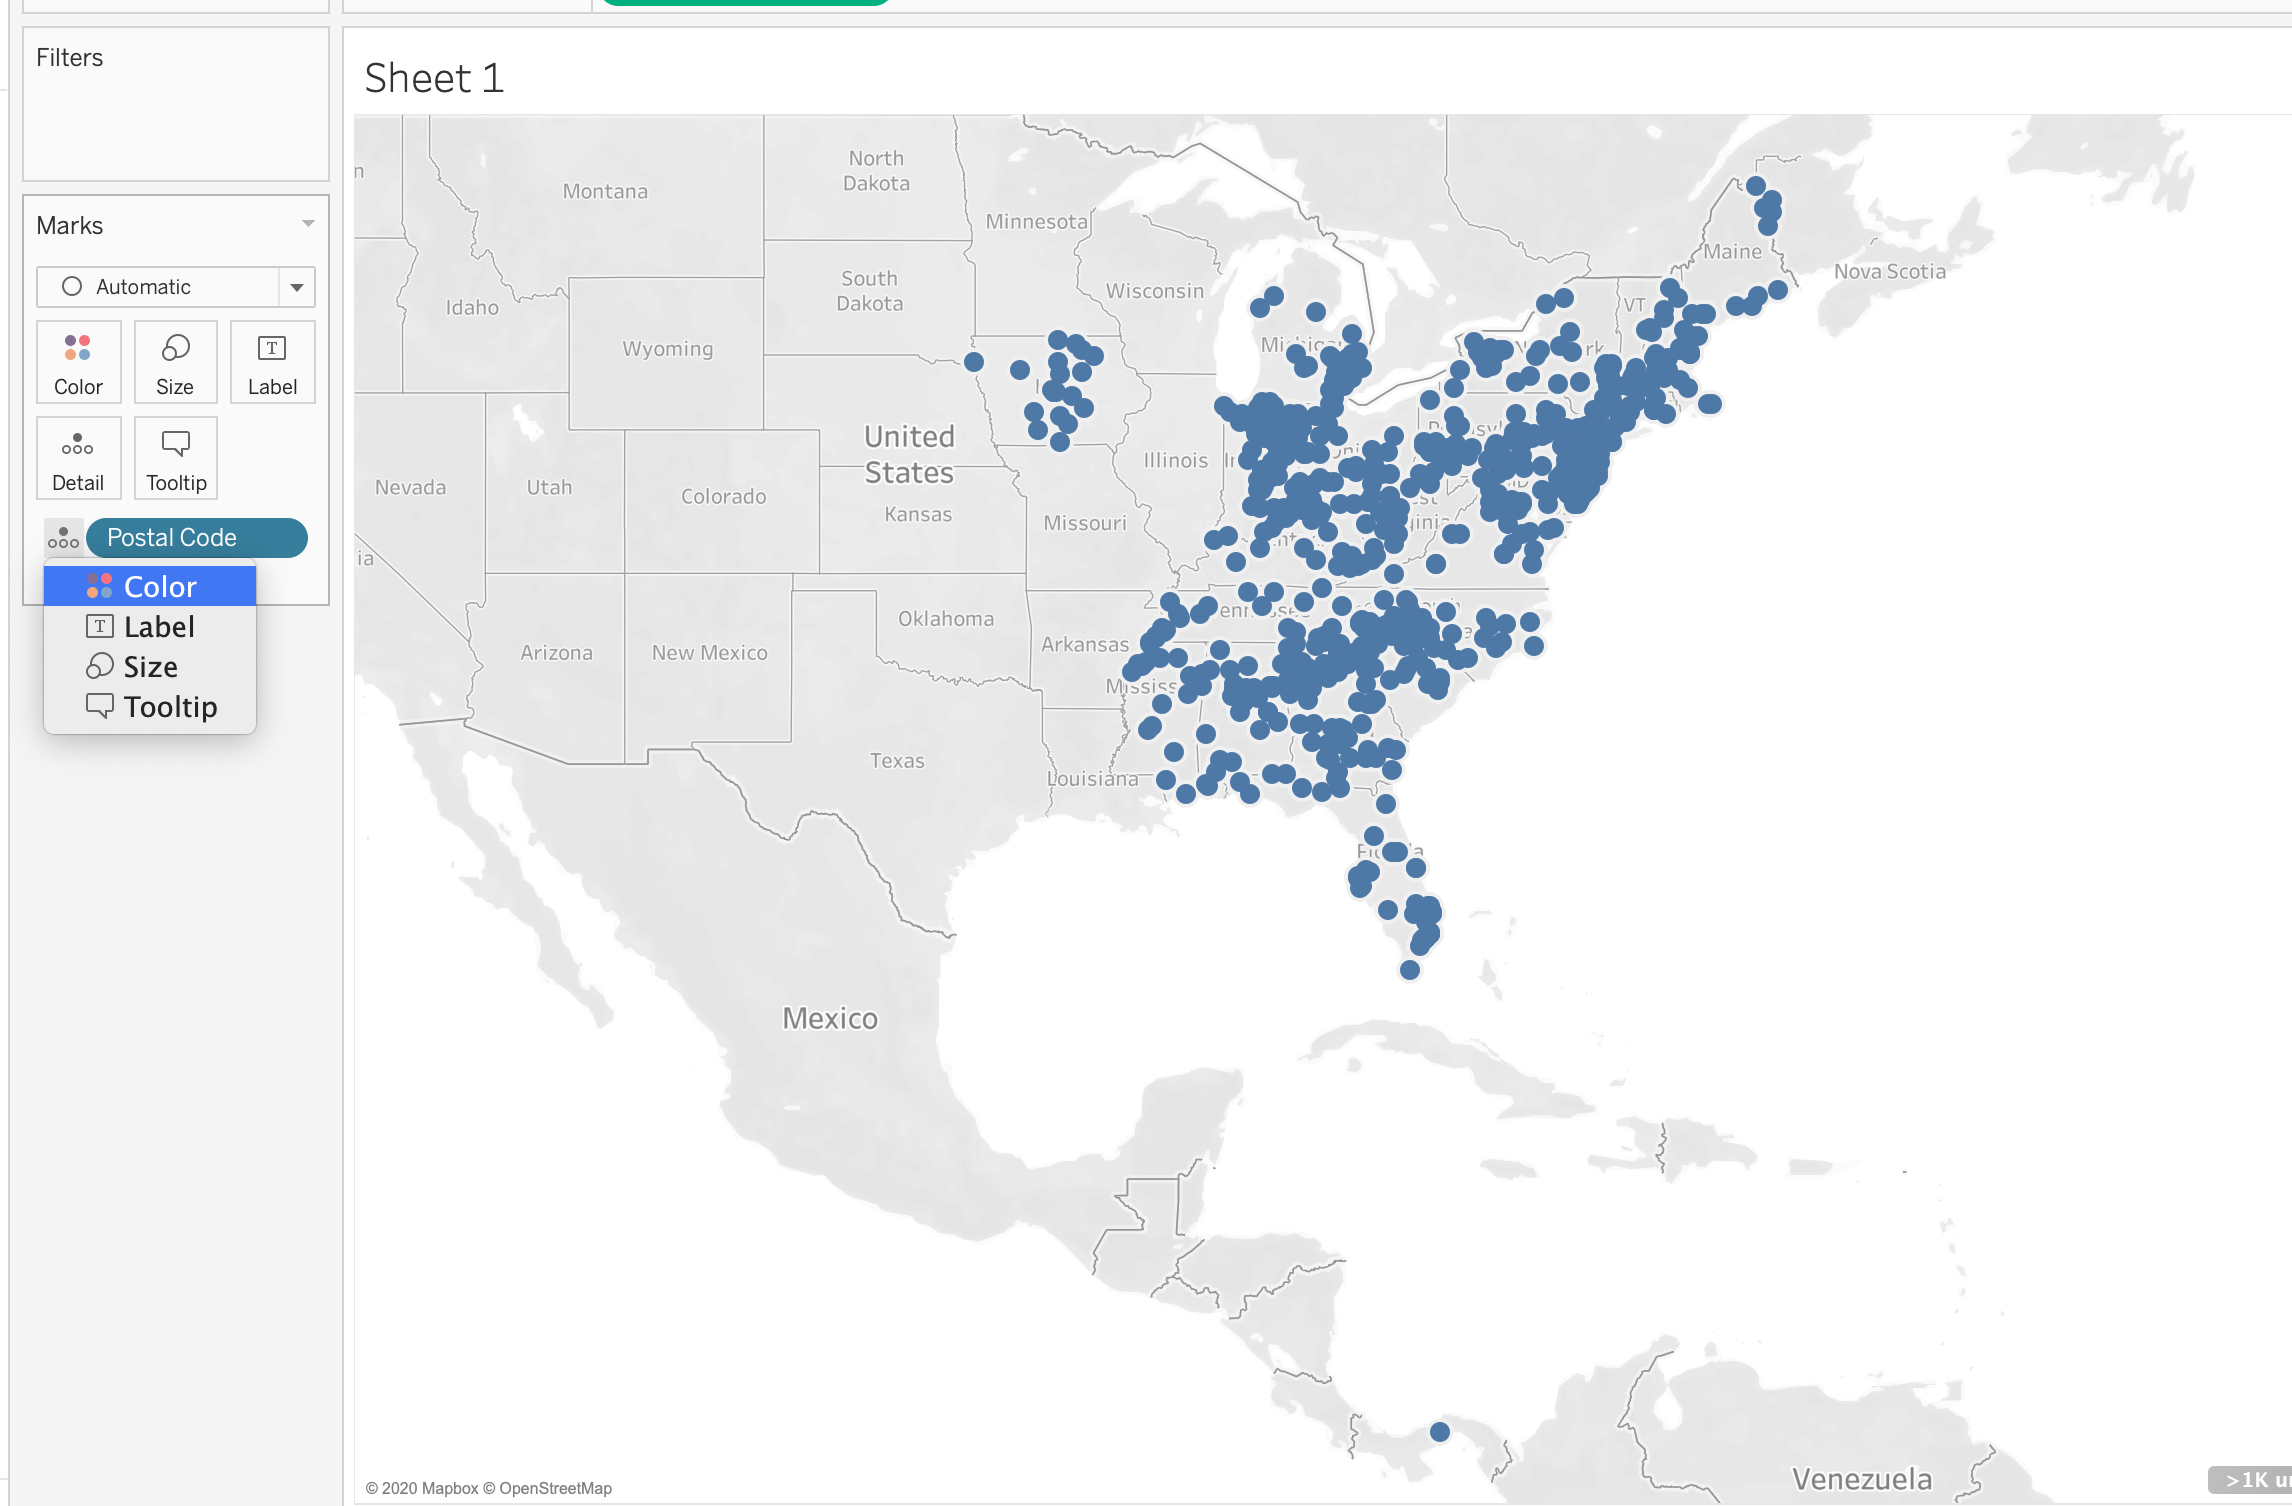 Filters
Sheet 1
Marks
Automatic
Color
Size
Label
Detail
Tooltip
Postal Code
Color
Label
Size
Tooltip
Montana
North
Dakota
Minnesota
Maine
Nova Scotia
South
Dakota
Wisconsin
VT
Idaho
Wyoming
United
States
Illinois
Nevada
Utah
Colorado
Kansas
Missouri
Oklahoma
Arkansas
Arizona
New Mexico
Texas
Louisiana
Mexico
Venezuela
© 2020 Mapbox © OpenStreetMap
>1K